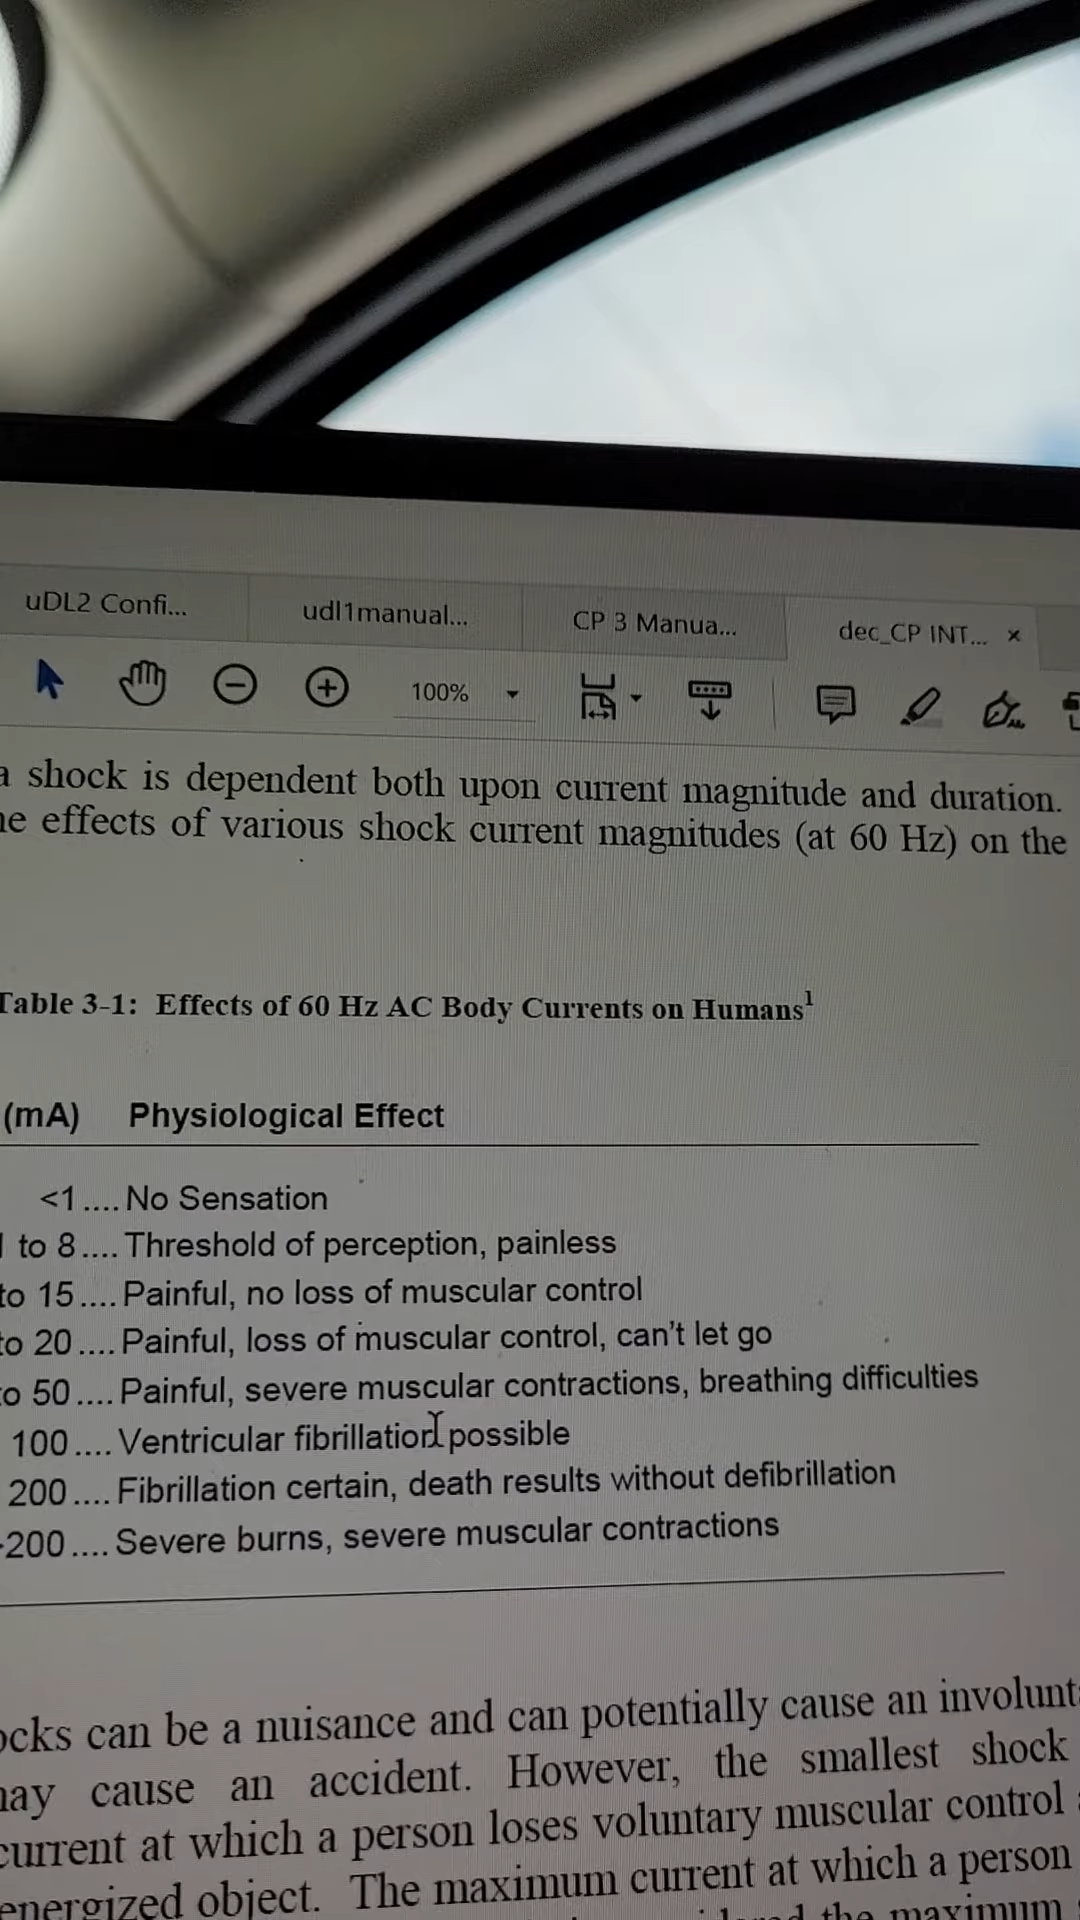 uDL2 Confi...
udl1manual...
CP 3 Manua...
dec_CP INT... ×
100%
a shock is dependent both upon current magnitude and duration.
effects of various shock current magnitudes (at 60 Hz) on the
Table 3-1: Effects of 60 Hz AC Body Currents on Humans1
(mA) Physiological Effect
<1.... No Sensation
to 8.... Threshold of perception, painless
to 15.... Painful, no loss of muscular control
to 20.... Painful, loss of muscular control, can't let go
50.... Painful, severe muscular contractions, breathing difficulties
100.... Ventricular fibrillation possible
200.... Fibrillation certain, death results without defibrillation
200.... Severe burns, severe muscular contractions
can be a nuisance and can potentially cause an
cause an accident. However, the smallest shock
current at which a person loses voluntary muscular control
energized object. The maximum current at which a person
the maximum